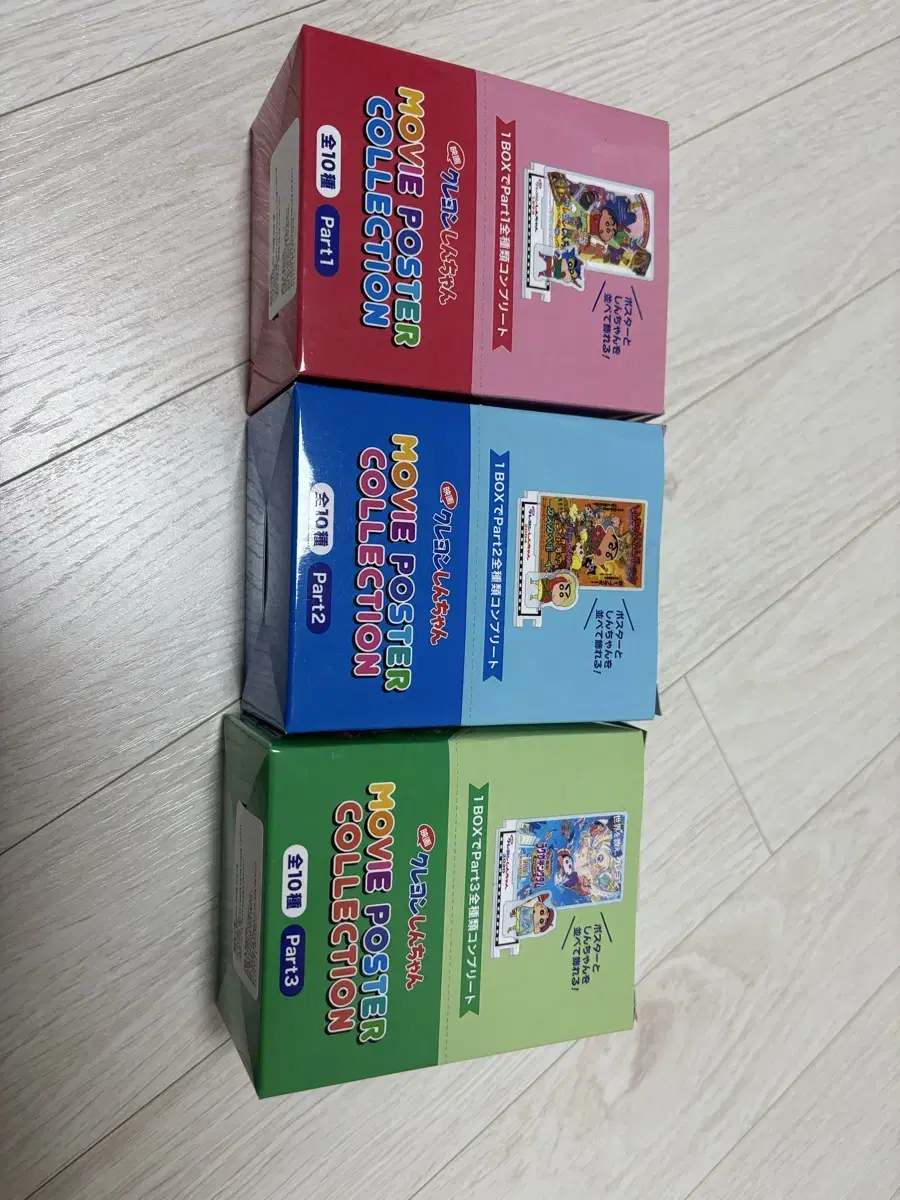 1BOXでPart1全種類コンプリート
ポスターと
しんちゃんを
並べて飾れる!
映画
クレヨンしんちゃん
MOVIE POSTER
COLLECTION
全10種 Part1
1BOXでPart2全種類コンプリート
ポスターと
しんちゃんを
並べて飾れる!
映画
クレヨンしんちゃん
MOVIE POSTER
COLLECTION
全10種 Part2
1BOXでPart3全種類コンプリート
ポスターと
しんちゃんを
並べて飾れる!
映画
クレヨンしんちゃん
MOVIE POSTER
COLLECTION
全10種 Part3